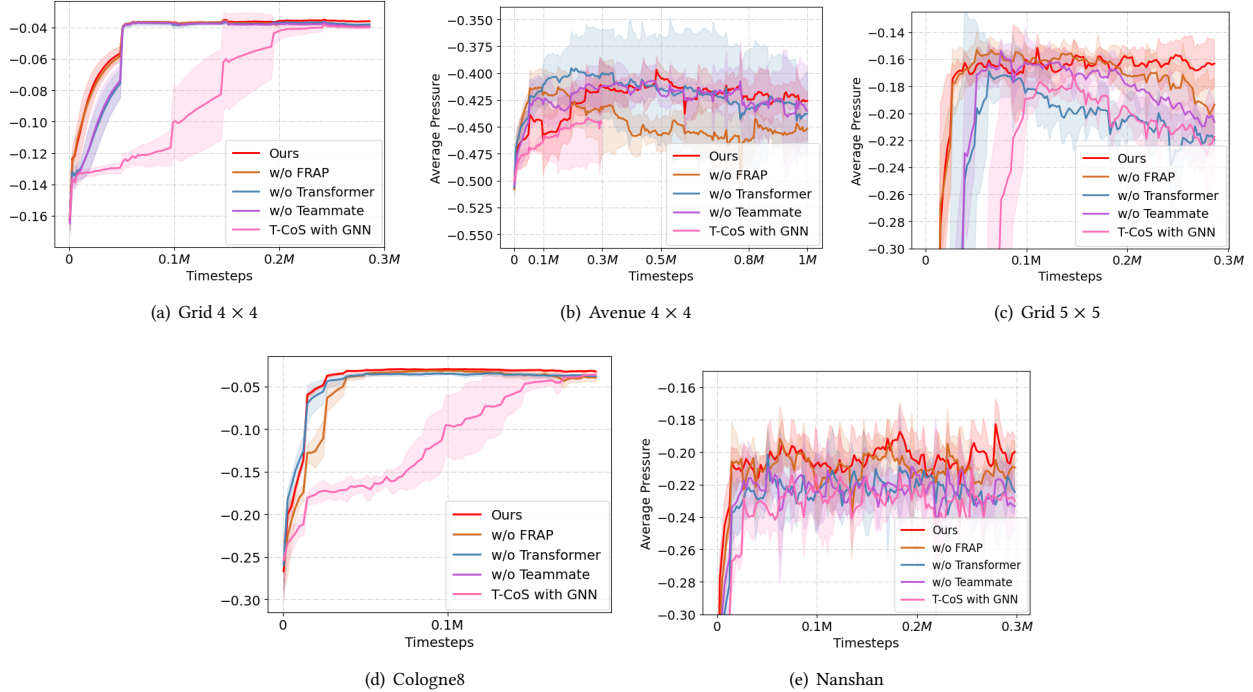 −0.04
−0.06
−0.08
−0.10
−0.12
−0.14
−0.16
0
0.1M
0.2M
0.3M
Timesteps
Ours
w/o FRAP
w/o Transformer
w/o Teammate
T-CoS with GNN
(a) Grid 4 × 4
Average Pressure
−0.350
−0.375
−0.400
−0.425
−0.450
−0.475
−0.500
−0.525
−0.550
0
0.1M
0.3M
0.5M
0.8M
1M
Timesteps
Ours
w/o FRAP
w/o Transformer
w/o Teammate
T-CoS with GNN
(b) Avenue 4 × 4
Average Pressure
−0.14
−0.16
−0.18
−0.20
−0.22
−0.24
−0.26
−0.28
−0.30
0
0.1M
0.2M
0.3M
Timesteps
Ours
w/o FRAP
w/o Transformer
w/o Teammate
T-CoS with GNN
(c) Grid 5 × 5
−0.05
−0.10
−0.15
−0.20
−0.25
−0.30
0
0.1M
Timesteps
Ours
w/o FRAP
w/o Transformer
w/o Teammate
T-CoS with GNN
(d) Cologne8
Average Pressure
−0.16
−0.18
−0.20
−0.22
−0.24
−0.26
−0.28
−0.30
0
0.1M
0.2M
0.3M
Timesteps
Ours
w/o FRAP
w/o Transformer
w/o Teammate
T-CoS with GNN
(e) Nanshan